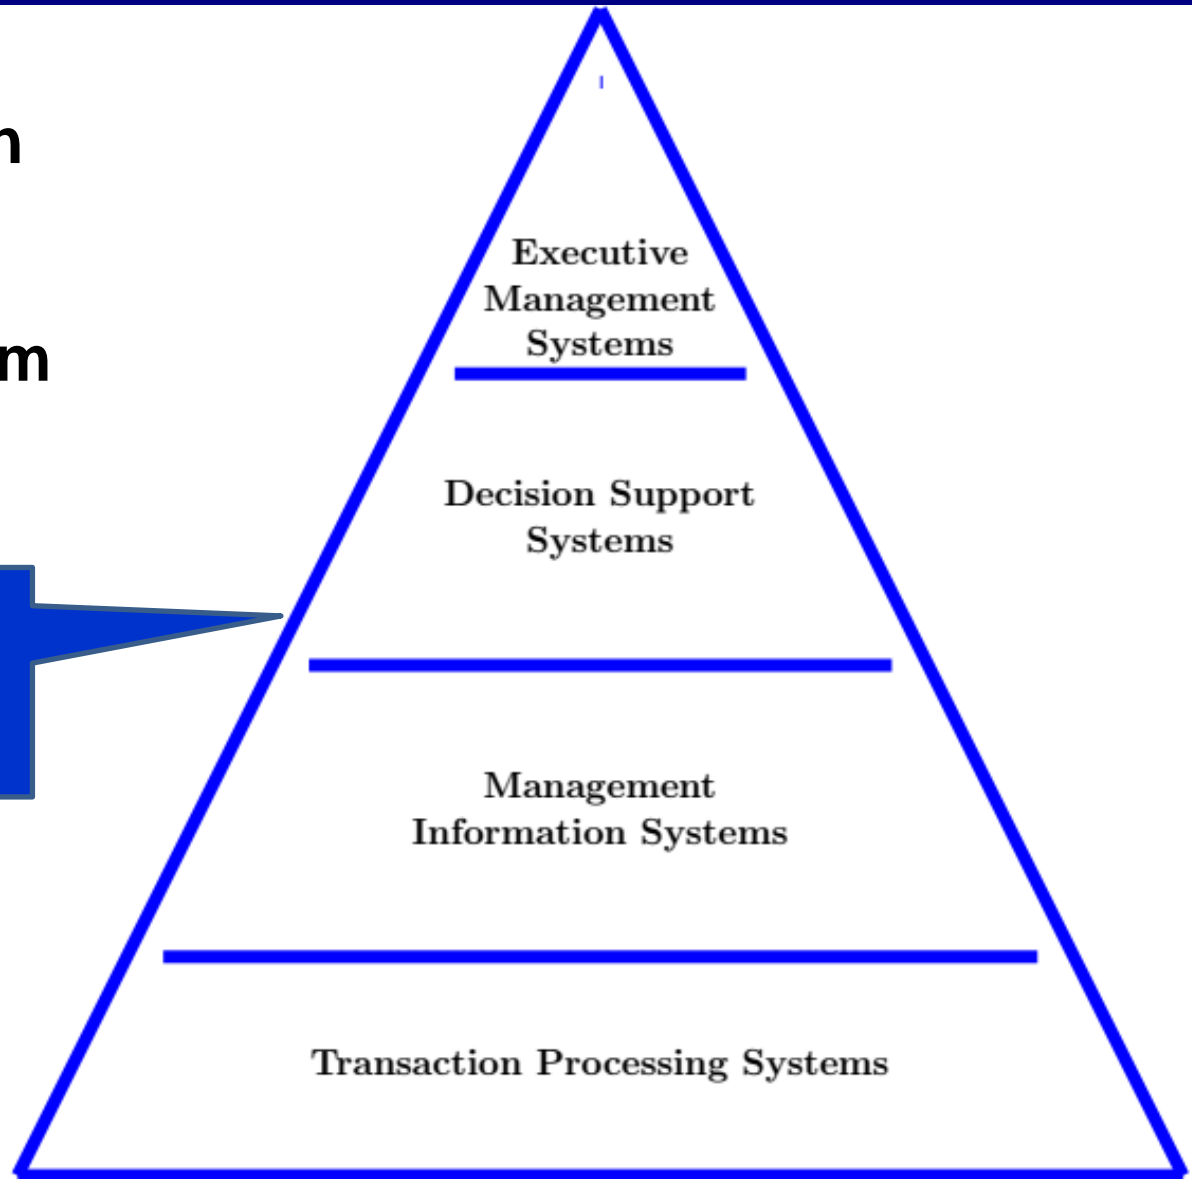 n
m
Executive
Management
Systems
Decision Support
Systems
Management
Information Systems
Transaction Processing Systems